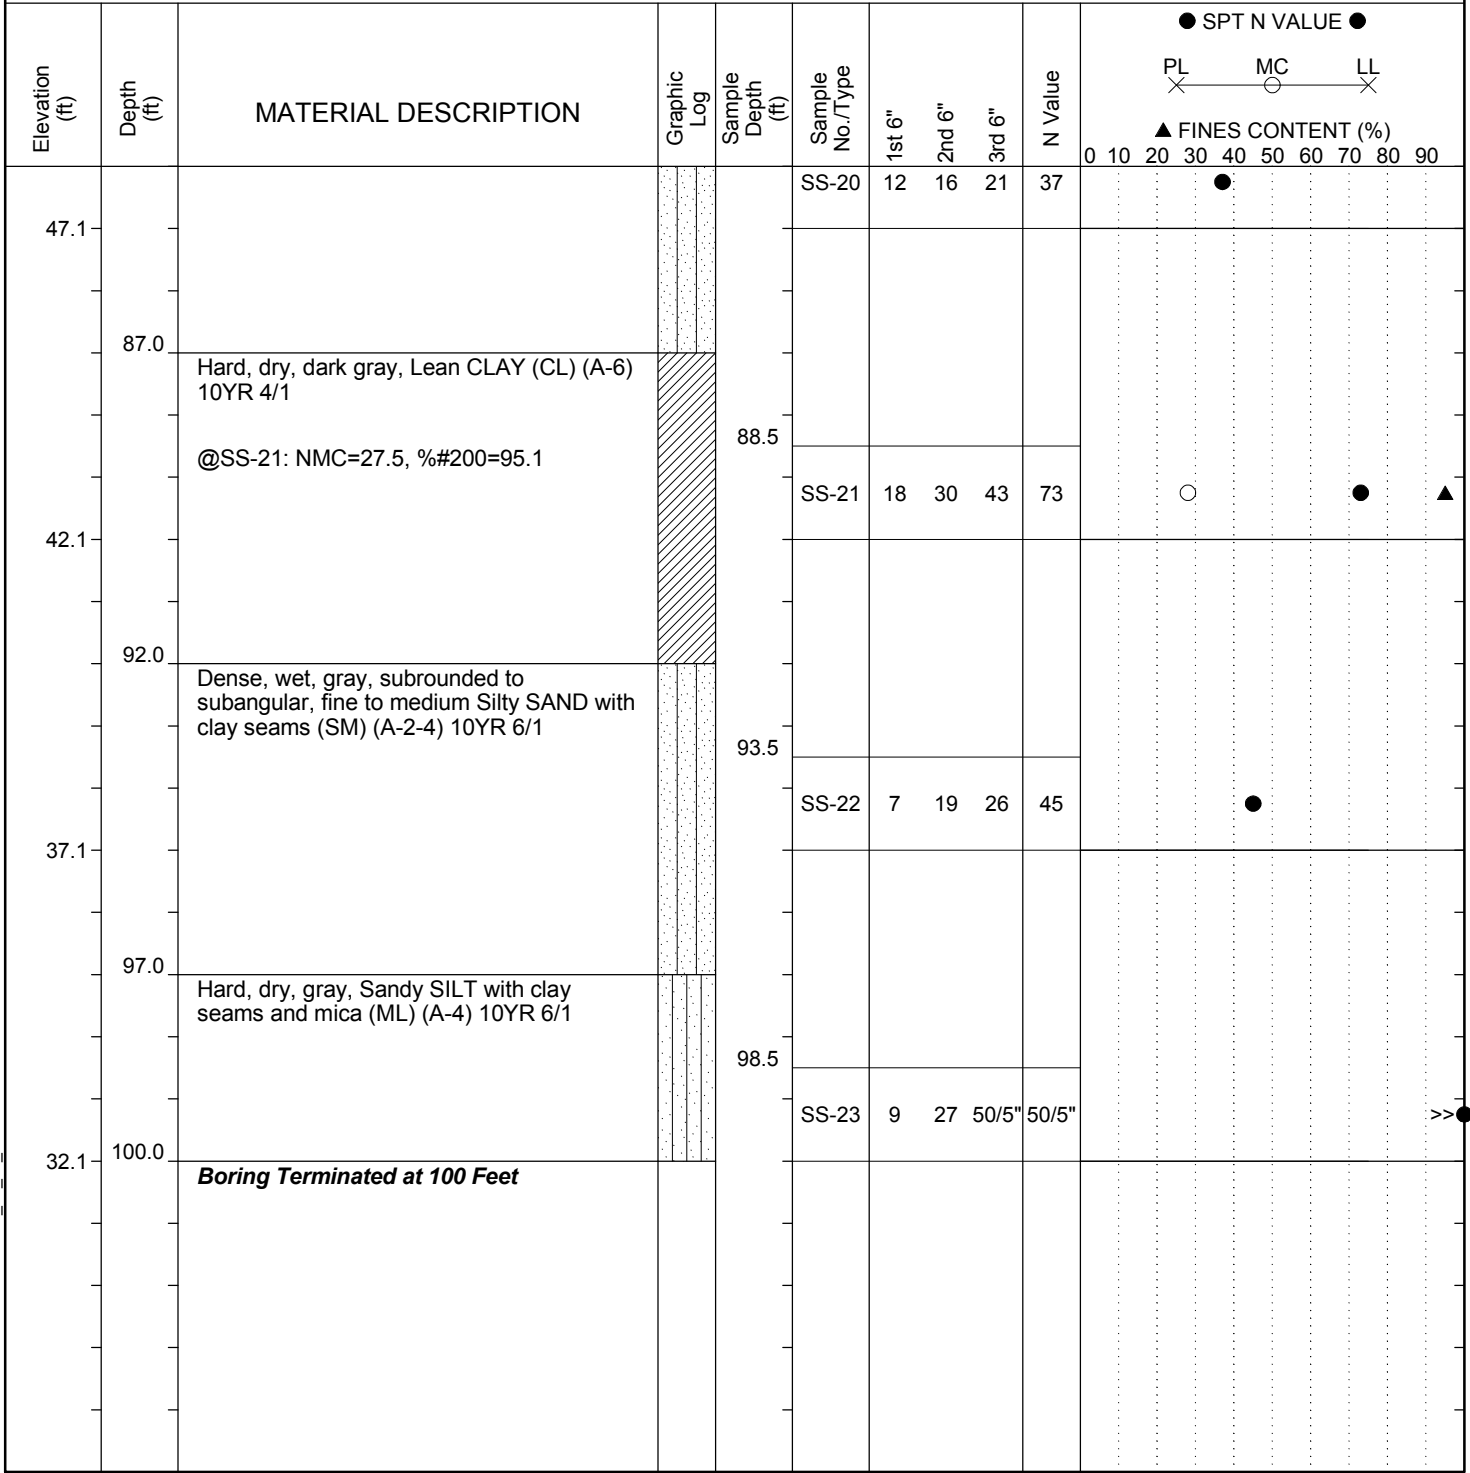 Elevation (ft)
Depth (ft)
MATERIAL DESCRIPTION
Graphic Log
Sample Depth (ft)
Sample No./Type
1st 6"
2nd 6"
3rd 6"
N Value
● SPT N VALUE ●
PL MC LL
▲ FINES CONTENT (%)
0 10 20 30 40 50 60 70 80 90
SS-20 12 16 21 37
47.1
87.0
Hard, dry, dark gray, Lean CLAY (CL) (A-6)
10YR 4/1
88.5
@SS-21: NMC=27.5, %#200=95.1
SS-21 18 30 43 73
42.1
92.0
Dense, wet, gray, subrounded to
subangular, fine to medium Silty SAND with
clay seams (SM) (A-2-4) 10YR 6/1
93.5
SS-22 7 19 26 45
37.1
97.0
Hard, dry, gray, Sandy SILT with clay
seams and mica (ML) (A-4) 10YR 6/1
98.5
SS-23 9 27 50/5" 50/5" >>
100.0
32.1
Boring Terminated at 100 Feet